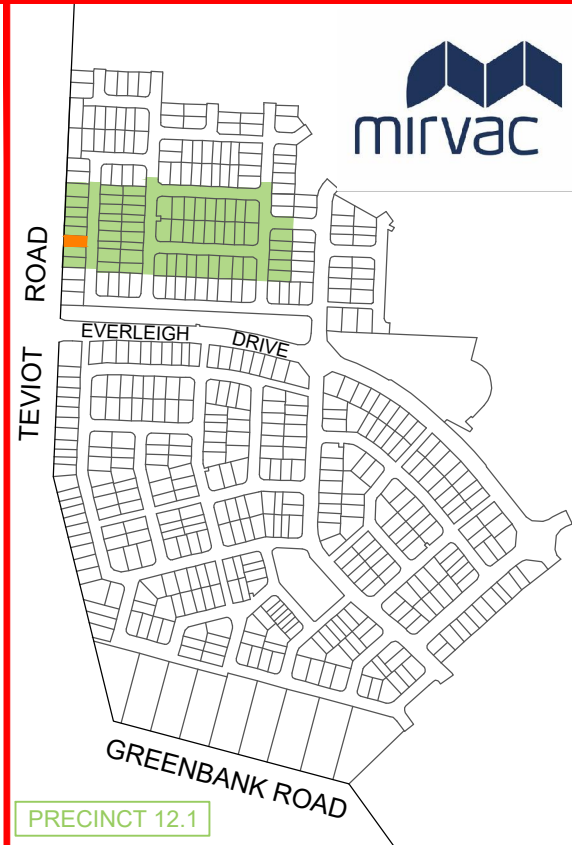 mirvac
TEVIOT ROAD
EVERLEIGH DRIVE
GREENBANK ROAD
PRECINCT 12.1